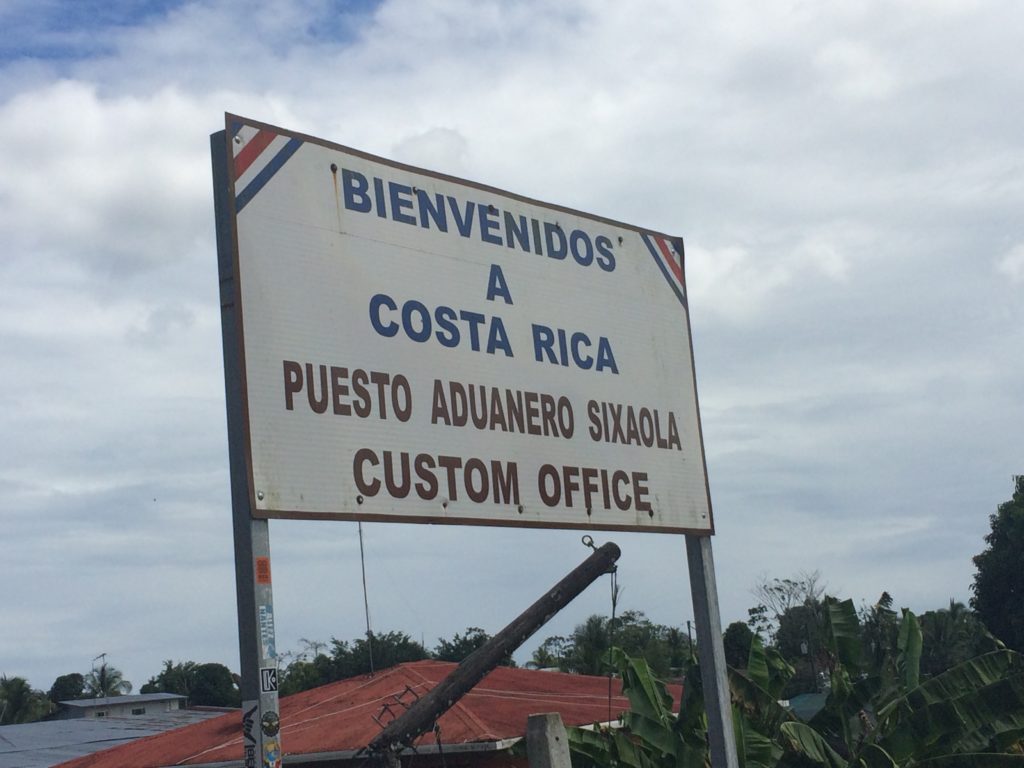 BIENVENIDOS
A
COSTA RICA
PUESTO ADUANERO SIXAOLA
CUSTOM OFFICE